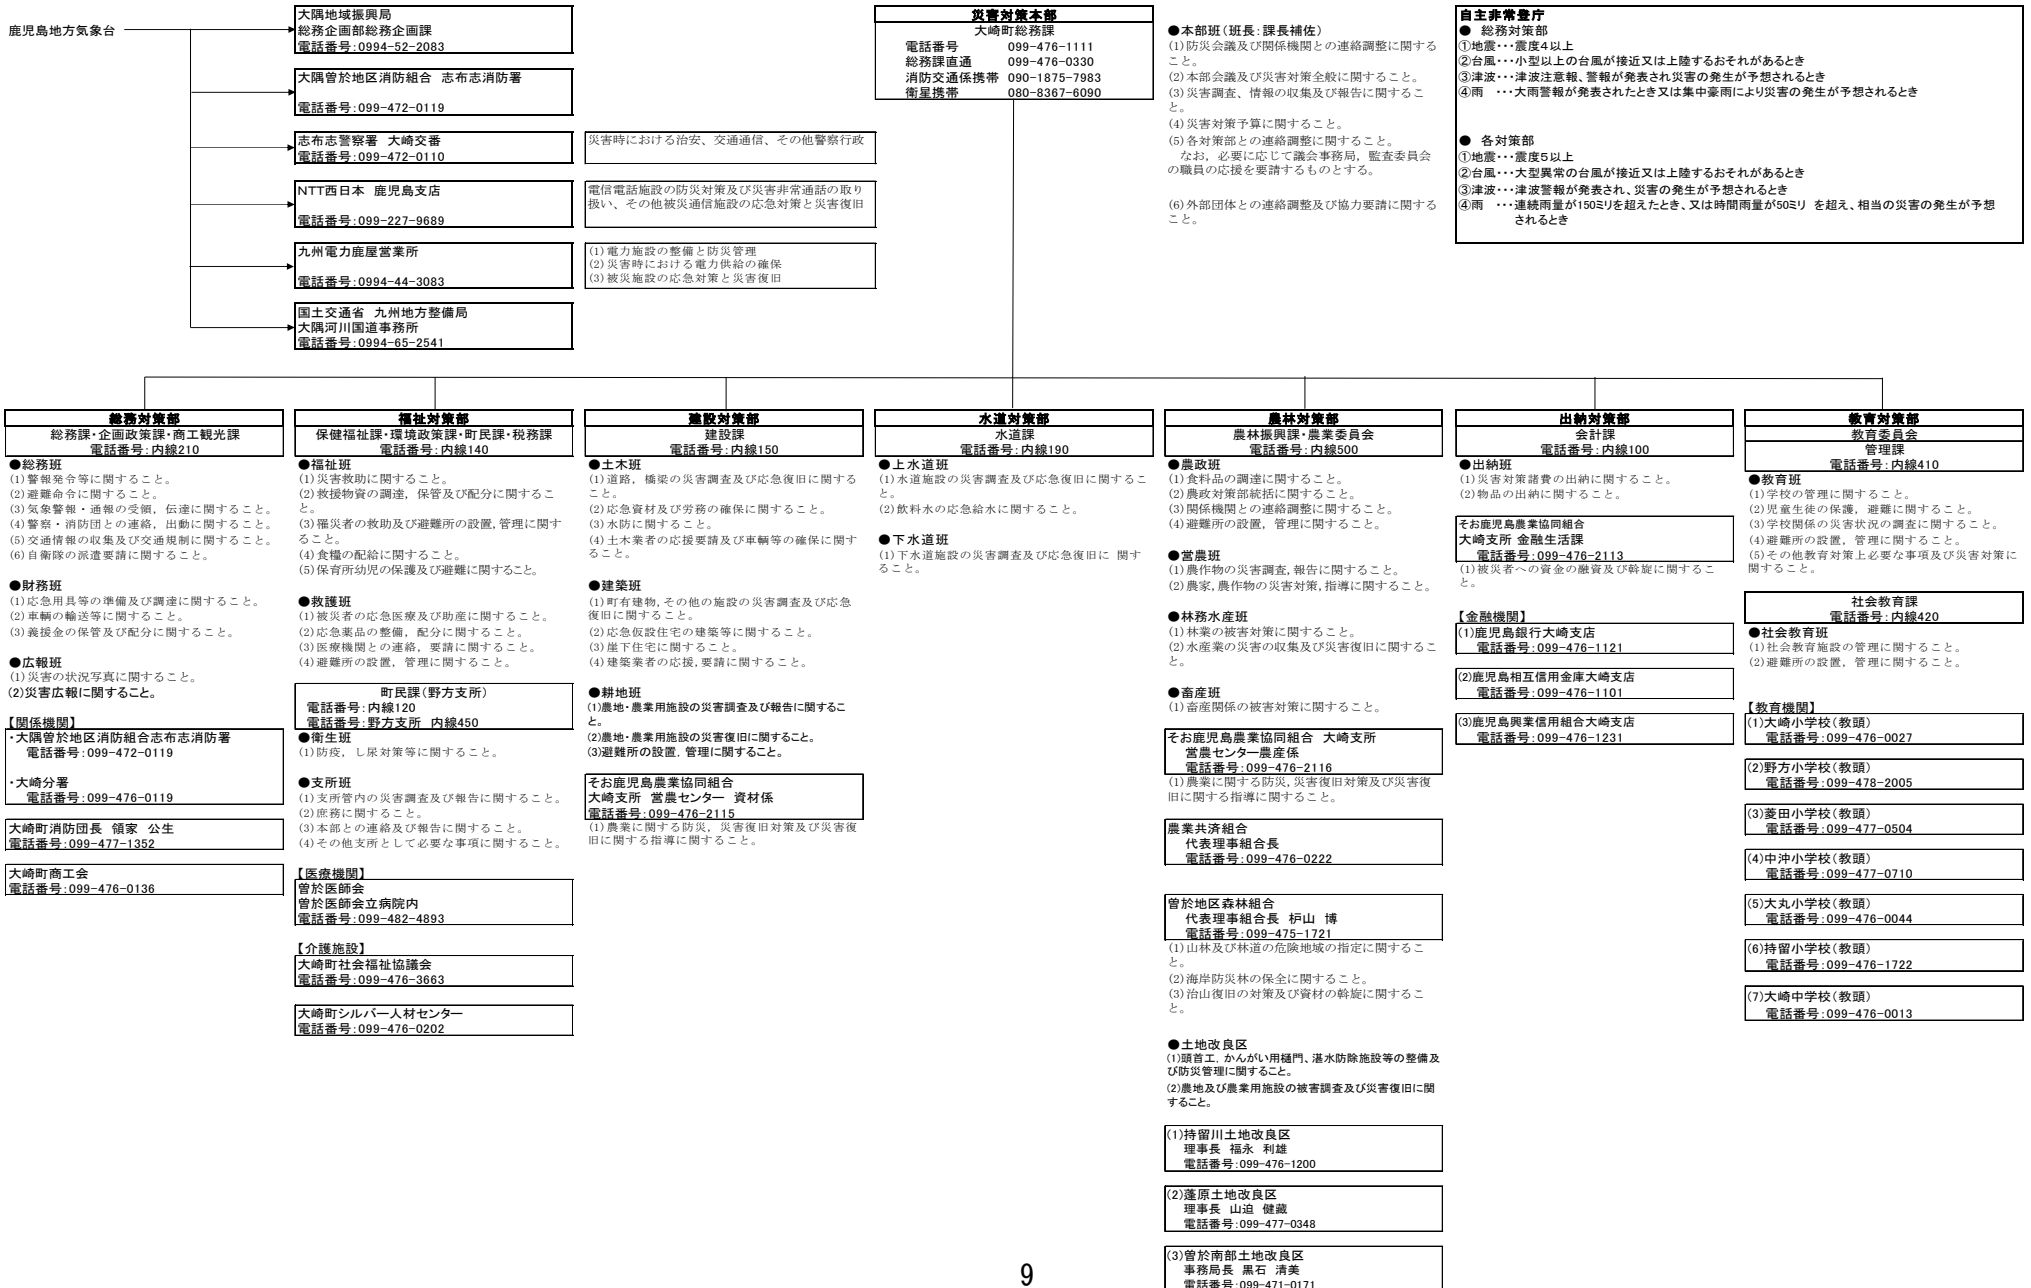 鹿児島地方気象台
大隅地域振興局
総務企画部総務企画課
電話番号:0994-52-2083
大隅曽於地区消防組合 志布志消防署
電話番号:099-472-0119
志布志警察署 大崎交番
電話番号:099-472-0110
災害時における治安、交通通信、その他警察行政
NTT西日本 鹿児島支店
電話番号:099-227-9689
電信電話施設の防災対策及び災害非常通話の取り
扱い、その他被災通信施設の応急対策と災害復旧
九州電力鹿屋営業所
電話番号:0994-44-3083
(1)電力施設の整備と防災管理
(2)災害時における電力供給の確保
(3)被災施設の応急対策と災害復旧
国土交通省 九州地方整備局
大隅河川国道事務所
電話番号:0994-65-2541
災害対策本部
大崎町総務課
電話番号 099-476-1111
総務課直通 099-476-0330
消防交通係携帯 090-1875-7983
衛星携帯 080-8367-6090
●本部班(班長:課長補佐)
(1)防災会議及び関係機関との連絡調整に関する
こと。
(2)本部会議及び災害対策全般に関すること。
(3)災害調査、情報の収集及び報告に関するこ
と。
(4)災害対策予算に関すること。
(5)各対策部との連絡調整に関すること。
なお，必要に応じて議会事務局，監査委員会
の職員の応援を要請するものとする。
(6)外部団体との連絡調整及び協力要請に関する
こと。
自主非常登庁
● 総務対策部
①地震・・・震度4以上
②台風・・・小型以上の台風が接近又は上陸するおそれがあるとき
③津波・・・津波注意報、警報が発表され災害の発生が予想されるとき
④雨 ・・・大雨警報が発表されたとき又は集中豪雨により災害の発生が予想されるとき
● 各対策部
①地震・・・震度5以上
②台風・・・大型異常の台風が接近又は上陸するおそれがあるとき
③津波・・・津波警報が発表され、災害の発生が予想されるとき
④雨 ・・・連続雨量が150ミリを超えたとき、又は時間雨量が50ミリ を超え、相当の災害の発生が予想
されるとき
総務対策部
総務課・企画政策課・商工観光課
電話番号:内線210
●総務班
(1)警報発令等に関すること。
(2)避難命令に関すること。
(3)気象警報・通報の受領，伝達に関すること。
(4)警察・消防団との連絡，出動に関すること。
(5)交通情報の収集及び交通規制に関すること。
(6)自衛隊の派遣要請に関すること。
●財務班
(1)応急用具等の準備及び調達に関すること。
(2)車輌の輸送等に関すること。
(3)義援金の保管及び配分に関すること。
●広報班
(1)災害の状況写真に関すること。
(2)災害広報に関すること。
【関係機関】
・大隅曽於地区消防組合志布志消防署
電話番号:099-472-0119
・大崎分署
電話番号:099-476-0119
大崎町消防団長 領家 公生
電話番号:099-477-1352
大崎町商工会
電話番号:099-476-0136
福祉対策部
保健福祉課・環境政策課・町民課・税務課
電話番号:内線140
●福祉班
(1)災害救助に関すること。
(2)救援物資の調達，保管及び配分に関するこ
と。
(3)罹災者の救助及び避難所の設置,管理に関す
ること。
(4)食糧の配給に関すること。
(5)保育所幼児の保護及び避難に関すること。
●救護班
(1)被災者の応急医療及び助産に関すること。
(2)応急薬品の整備，配分に関すること。
(3)医療機関との連絡，要請に関すること。
(4)避難所の設置，管理に関すること。
町民課(野方支所)
電話番号:内線120
電話番号:野方支所 内線450
●衛生班
(1)防疫，し尿対策等に関すること。
●支所班
(1)支所管内の災害調査及び報告に関すること。
(2)庶務に関すること。
(3)本部との連絡及び報告に関すること。
(4)その他支所として必要な事項に関すること。
【医療機関】
曽於医師会
曽於医師会立病院内
電話番号:099-482-4893
【介護施設】
大崎町社会福祉協議会
電話番号:099-476-3663
大崎町シルバー人材センター
電話番号:099-476-0202
建設対策部
建設課
電話番号:内線150
●土木班
(1)道路，橋梁の災害調査及び応急復旧に関する
こと。
(2)応急資材及び労務の確保に関すること。
(3)水防に関すること。
(4)土木業者の応援要請及び車輌等の確保に関す
ること。
●建築班
(1)町有建物,その他の施設の災害調査及び応急
復旧に関すること。
(2)応急仮設住宅の建築等に関すること。
(3)崖下住宅に関すること。
(4)建築業者の応援,要請に関すること。
●耕地班
(1)農地・農業用施設の災害調査及び報告に関するこ
と。
(2)農地・農業用施設の災害復旧に関すること。
(3)避難所の設置，管理に関すること。
そお鹿児島農業協同組合
大崎支所 営農センター 資材係
電話番号:099-476-2115
(1)農業に関する防災，災害復旧対策及び災害復
旧に関する指導に関すること。
水道対策部
水道課
電話番号:内線190
●上水道班
(1)水道施設の災害調査及び応急復旧に関するこ
と。
(2)飲料水の応急給水に関すること。
●下水道班
(1)下水道施設の災害調査及び応急復旧に 関す
ること。
農林対策部
農林振興課・農業委員会
電話番号:内線500
●農政班
(1)食料品の調達に関すること。
(2)農政対策部統括に関すること。
(3)関係機関との連絡調整に関すること。
(4)避難所の設置，管理に関すること。
●営農班
(1)農作物の災害調査,報告に関すること。
(2)農家,農作物の災害対策,指導に関すること。
●林務水産班
(1)林業の被害対策に関すること。
(2)水産業の災害の収集及び災害復旧に関するこ
と。
●畜産班
(1)畜産関係の被害対策に関すること。
そお鹿児島農業協同組合 大崎支所
営農センター農産係
電話番号:099-476-2116
(1)農業に関する防災,災害復旧対策及び災害復
旧に関する指導に関すること。
農業共済組合
代表理事組合長
電話番号:099-476-0222
曽於地区森林組合
代表理事組合長 枦山 博
電話番号:099-475-1721
(1)山林及び林道の危険地域の指定に関するこ
と。
(2)海岸防災林の保全に関すること。
(3)治山復旧の対策及び資材の斡旋に関するこ
と。
●土地改良区
(1)頭首工，かんがい用樋門、湛水防除施設等の整備及
び防災管理に関すること。
(2)農地及び農業用施設の被害調査及び災害復旧に関
すること。
(1)持留川土地改良区
理事長 福永 利雄
電話番号:099-476-1200
(2)蓬原土地改良区
理事長 山迫 健蔵
電話番号:099-477-0348
(3)曽於南部土地改良区
事務局長 黒石 清美
電話番号:099-471-0171
出納対策部
会計課
電話番号:内線100
●出納班
(1)災害対策諸費の出納に関すること。
(2)物品の出納に関すること。
そお鹿児島農業協同組合
大崎支所 金融生活課
電話番号:099-476-2113
(1)被災者への資金の融資及び斡旋に関するこ
と。
【金融機関】
(1)鹿児島銀行大崎支店
電話番号:099-476-1121
(2)鹿児島相互信用金庫大崎支店
電話番号:099-476-1101
(3)鹿児島興業信用組合大崎支店
電話番号:099-476-1231
教育対策部
教育委員会
管理課
電話番号:内線410
●教育班
(1)学校の管理に関すること。
(2)児童生徒の保護，避難に関すること。
(3)学校関係の災害状況の調査に関すること。
(4)避難所の設置，管理に関すること。
(5)その他教育対策上必要な事項及び災害対策に
関すること。
社会教育課
電話番号:内線420
●社会教育班
(1)社会教育施設の管理に関すること。
(2)避難所の設置，管理に関すること。
【教育機関】
(1)大崎小学校(教頭)
電話番号:099-476-0027
(2)野方小学校(教頭)
電話番号:099-478-2005
(3)菱田小学校(教頭)
電話番号:099-477-0504
(4)中沖小学校(教頭)
電話番号:099-477-0710
(5)大丸小学校(教頭)
電話番号:099-476-0044
(6)持留小学校(教頭)
電話番号:099-476-1722
(7)大崎中学校(教頭)
電話番号:099-476-0013
9